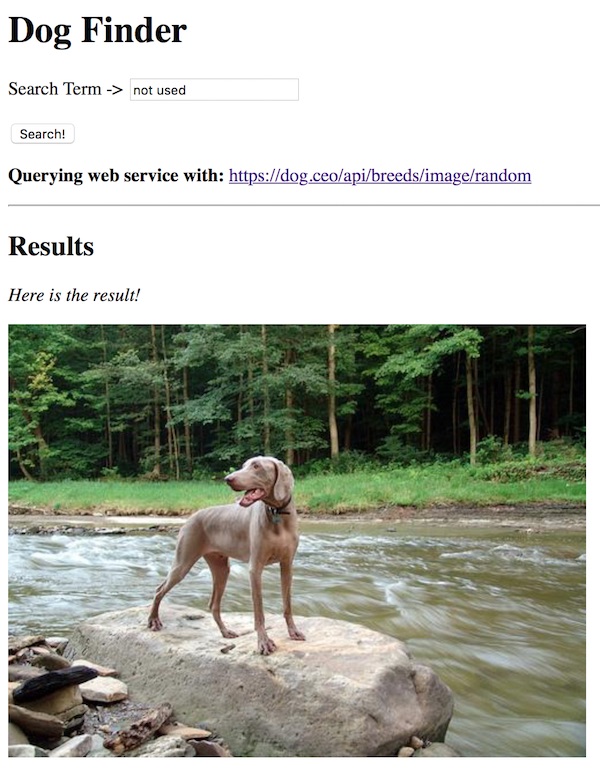 Dog Finder
Search Term -> not used
Search!
Querying web service with: https://dog.ceo/api/breeds/image/random
Results
Here is the result!